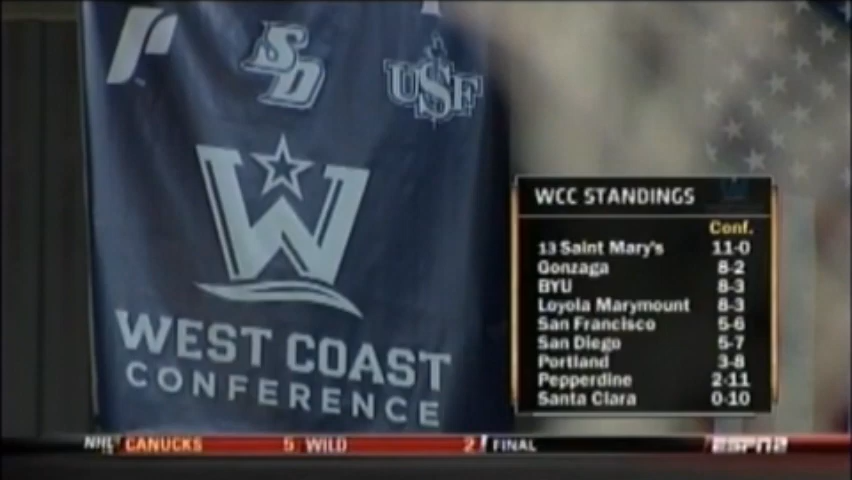 SD
USF
W
WEST COAST
CONFERENCE
WCC STANDINGS
Conf.
13 Saint Mary's 11-0
Gonzaga 8-2
BYU 8-3
Loyola Marymount 8-3
San Francisco 5-6
San Diego 5-7
Portland 3-8
Pepperdine 2-11
Santa Clara 0-10
NHL CANUCKS 5 WILD 2 FINAL ESPN2